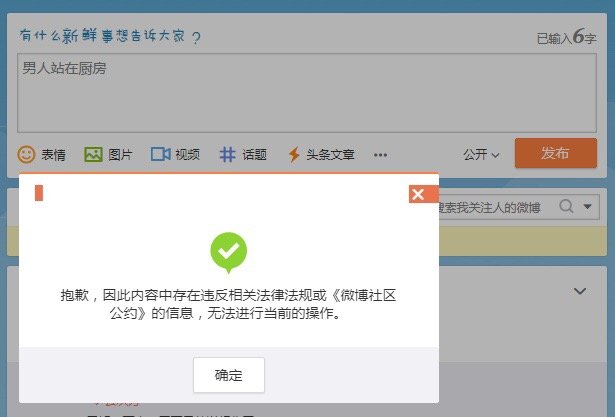 有什么新鲜事想告诉大家？
已输入6字
男人站在厨房
表情 图片 视频 话题 头条文章 ••• 公开 发布
搜索我关注人的微博
抱歉，因此内容中存在违反相关法律法规或《微博社区
公约》的信息，无法进行当前的操作。
确定